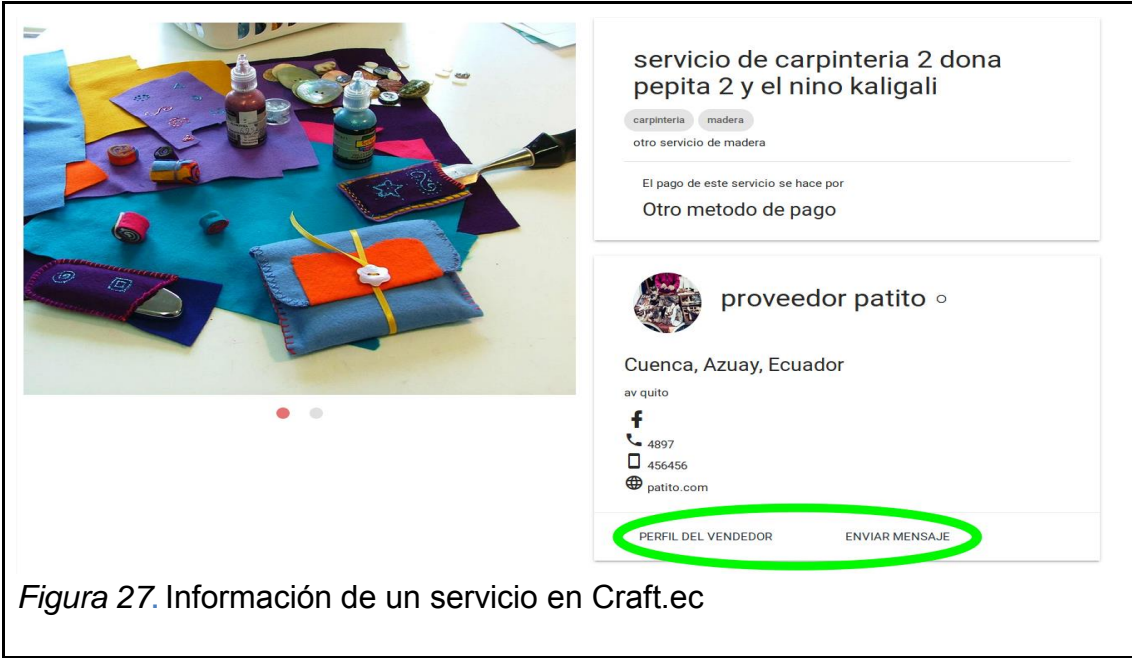 servicio de carpinteria 2 dona
pepita 2 y el nino kaligali
carpinteria madera
otro servicio de madera
El pago de este servicio se hace por
Otro metodo de pago
proveedor patito
Cuenca, Azuay, Ecuador
av quito
4897
456456
patito.com
PERFIL DEL VENDEDOR ENVIAR MENSAJE
Figura 27. Información de un servicio en Craft.ec